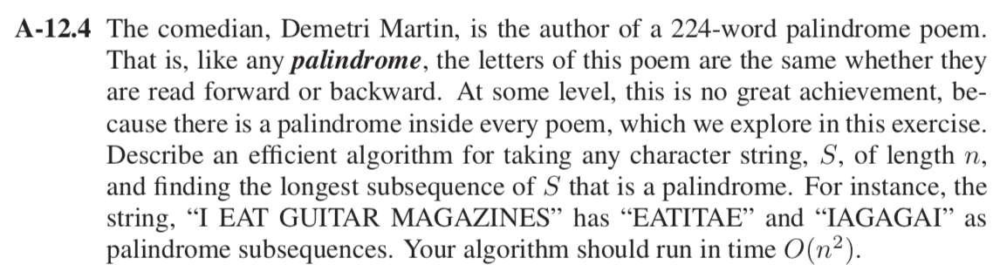 A-12.4 The comedian, Demetri Martin, is the author of a 224-word palindrome poem.
That is, like any palindrome, the letters of this poem are the same whether they
are read forward or backward. At some level, this is no great achievement, be-
cause there is a palindrome inside every poem, which we explore in this exercise.
Describe an efficient algorithm for taking any character string, S, of length n,
and finding the longest subsequence of S that is a palindrome. For instance, the
string, “I EAT GUITAR MAGAZINES” has “EATITAE” and “IAGAGAI” as
palindrome subsequences. Your algorithm should run in time O(n²).